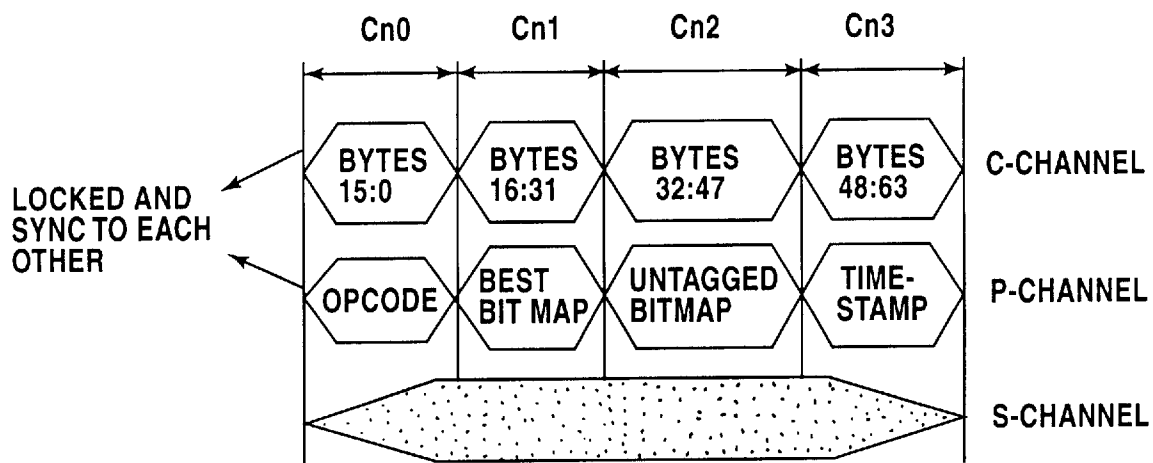 Cn0 Cn1 Cn2 Cn3
BYTES
15:0
BYTES
16:31
BYTES
32:47
BYTES
48:63
C-CHANNEL
LOCKED AND
SYNC TO EACH
OTHER
OPCODE
BEST
BIT MAP
UNTAGGED
BITMAP
TIME-
STAMP
P-CHANNEL
S-CHANNEL